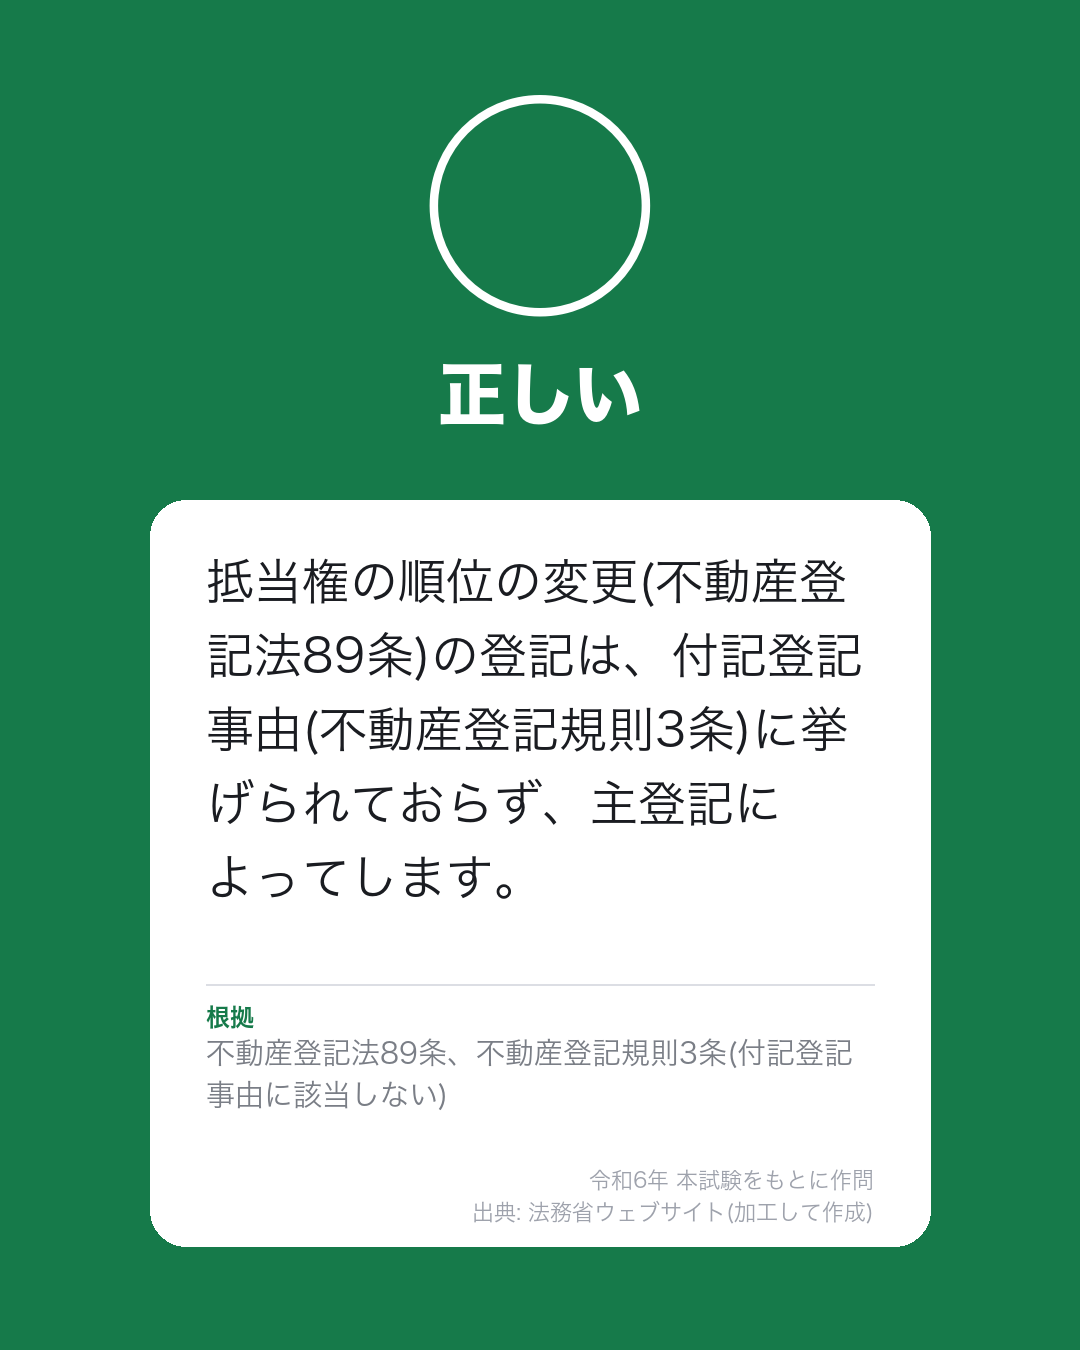 正しい
抵当権の順位の変更(不動産登
記法89条)の登記は、付記登記
事由(不動産登記規則3条)に挙
げられておらず、主登記に
よってします。
根拠
不動産登記法89条、不動産登記規則3条(付記登記
事由に該当しない)
令和6年 本試験をもとに作問
出典: 法務省ウェブサイト(加工して作成)